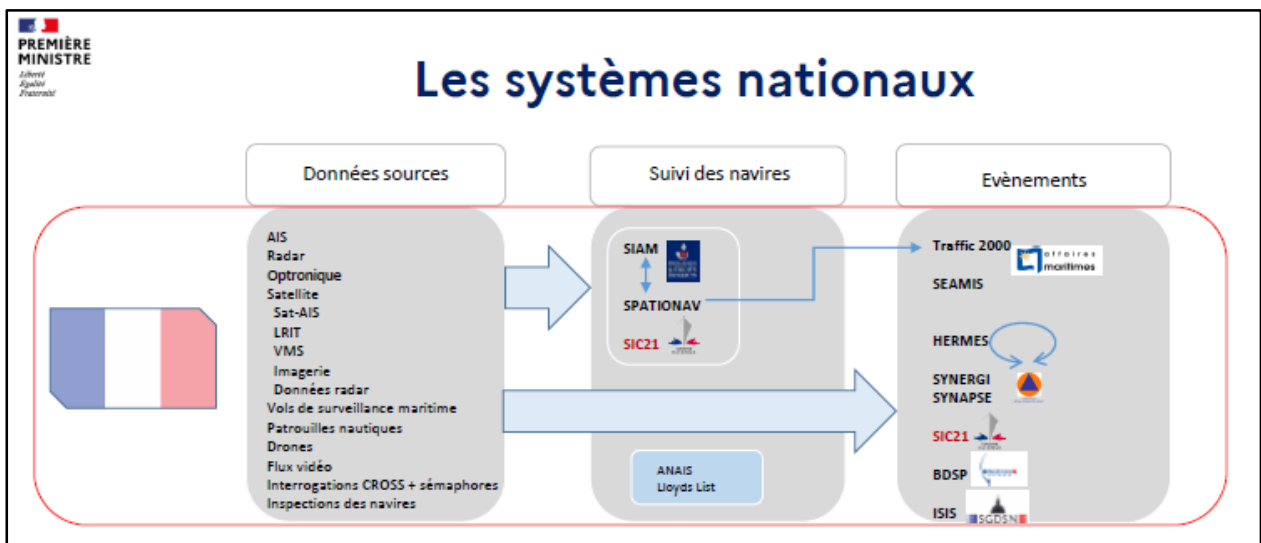 PREMIÈRE
MINISTRE
Liberté
Égalité
Fraternité
Les systèmes nationaux
Données sources
Suivi des navires
Evènements
AIS
Radar
Optronique
Satellite
Sat-AIS
LRIT
VMS
Imagerie
Données radar
Vols de surveillance maritime
Patrouilles nautiques
Drones
Flux vidéo
Interrogations CROSS + sémaphores
Inspections des navires
SIAM
SPATIONAV
SIC21
ANAIS
Lloyds List
Traffic 2000
affaires
maritimes
SEAMIS
HERMES
SYNERGI
SYNAPSE
SIC21
BDSP
ISIS
SGDSN